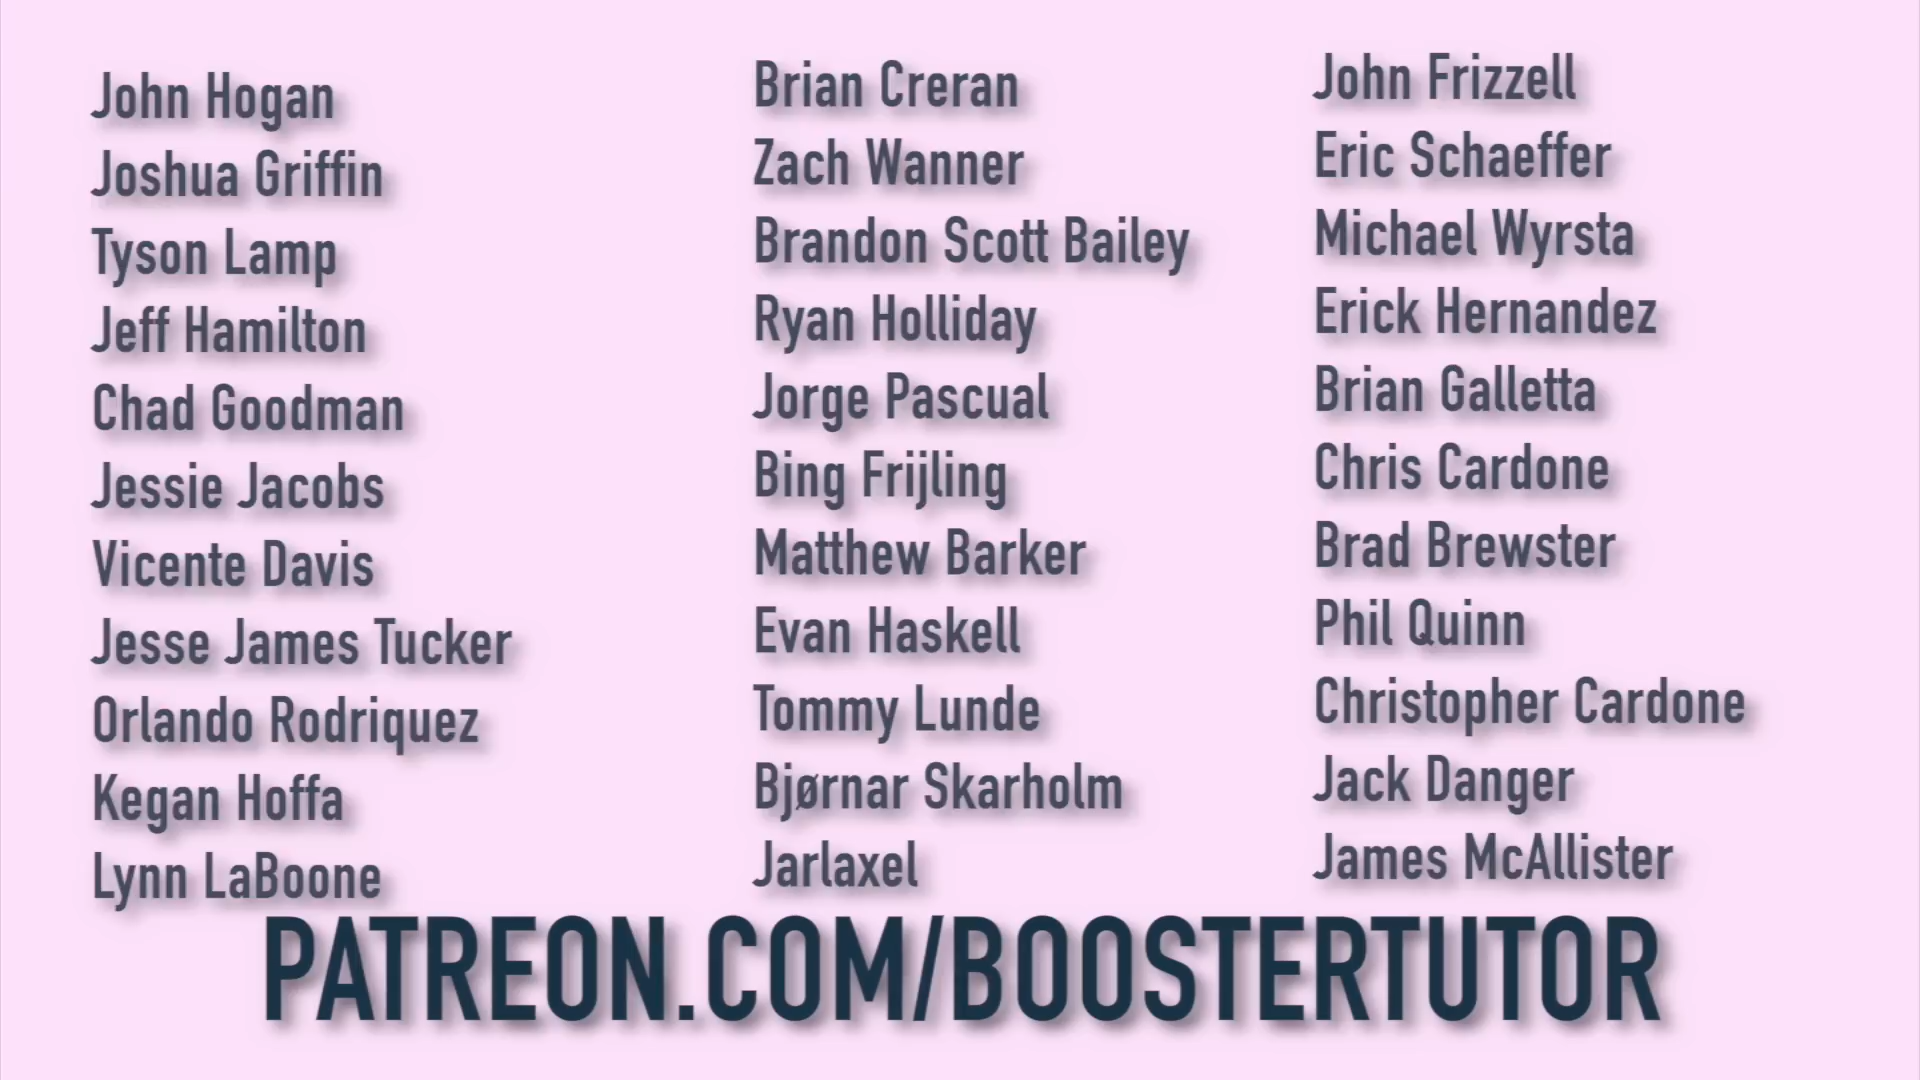 John Hogan
Joshua Griffin
Tyson Lamp
Jeff Hamilton
Chad Goodman
Jessie Jacobs
Vicente Davis
Jesse James Tucker
Orlando Rodriquez
Kegan Hoffa
Lynn LaBoone
Brian Creran
Zach Wanner
Brandon Scott Bailey
Ryan Holliday
Jorge Pascual
Bing Frijling
Matthew Barker
Evan Haskell
Tommy Lunde
Bjørnar Skarholm
Jarlaxel
John Frizzell
Eric Schaeffer
Michael Wyrsta
Erick Hernandez
Brian Galletta
Chris Cardone
Brad Brewster
Phil Quinn
Christopher Cardone
Jack Danger
James McAllister
PATREON.COM/BOOSTERTUTOR